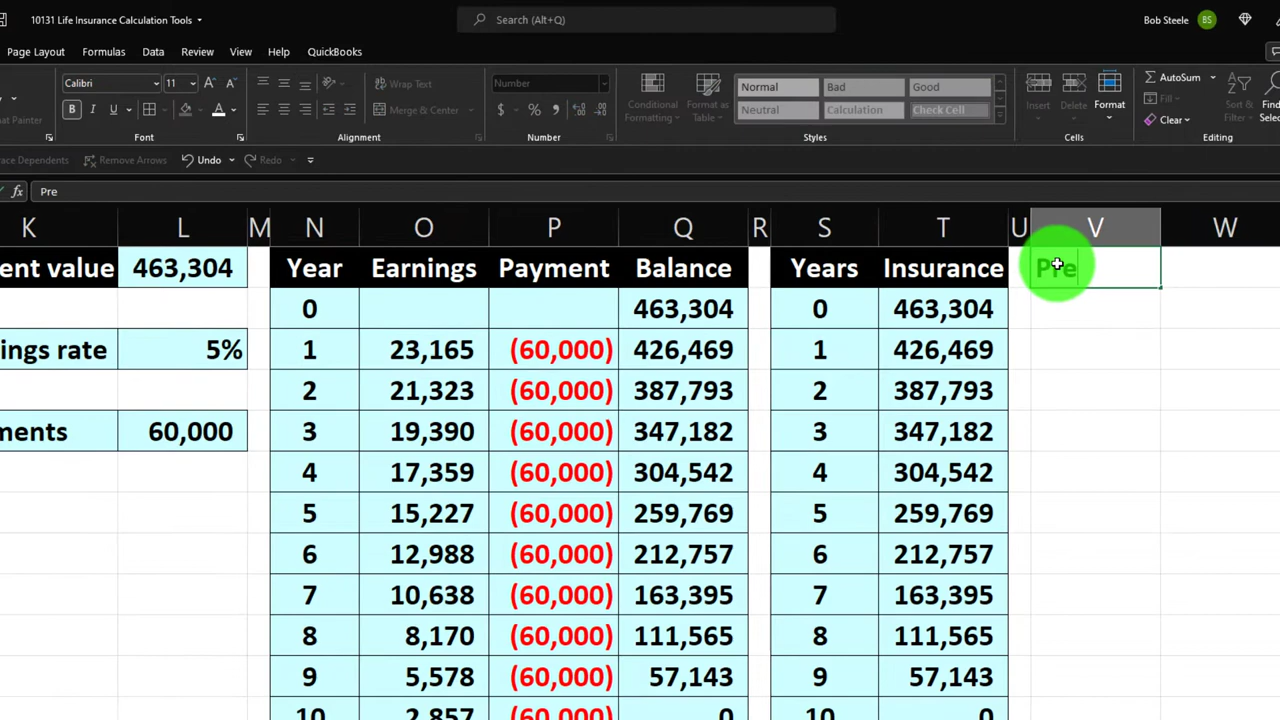 10131 Life Insurance Calculation Tools
Search (Alt+Q)
Bob Steele BS
Page Layout Formulas Data Review View Help QuickBooks
Calibri 11 A A Wrap Text Number Conditional Formatting Format as Table Normal Bad Good Insert Delete Format AutoSum Sort & Filter Find Selec
at Painter B I U A Merge & Center $ % Neutral Calculation Check Cell Fill Clear
Font Alignment Number Styles Cells Editing
ace Dependents Remove Arrows Undo Redo
fx Pre
K L M N O P Q R S T U V W
ent value 463,304 Year Earnings Payment Balance Years Insurance Pre
0 463,304 0 463,304
ings rate 5% 1 23,165 (60,000) 426,469 1 426,469
2 21,323 (60,000) 387,793 2 387,793
ments 60,000 3 19,390 (60,000) 347,182 3 347,182
4 17,359 (60,000) 304,542 4 304,542
5 15,227 (60,000) 259,769 5 259,769
6 12,988 (60,000) 212,757 6 212,757
7 10,638 (60,000) 163,395 7 163,395
8 8,170 (60,000) 111,565 8 111,565
9 5,578 (60,000) 57,143 9 57,143
10 2,857 (60,000) 0 10 0